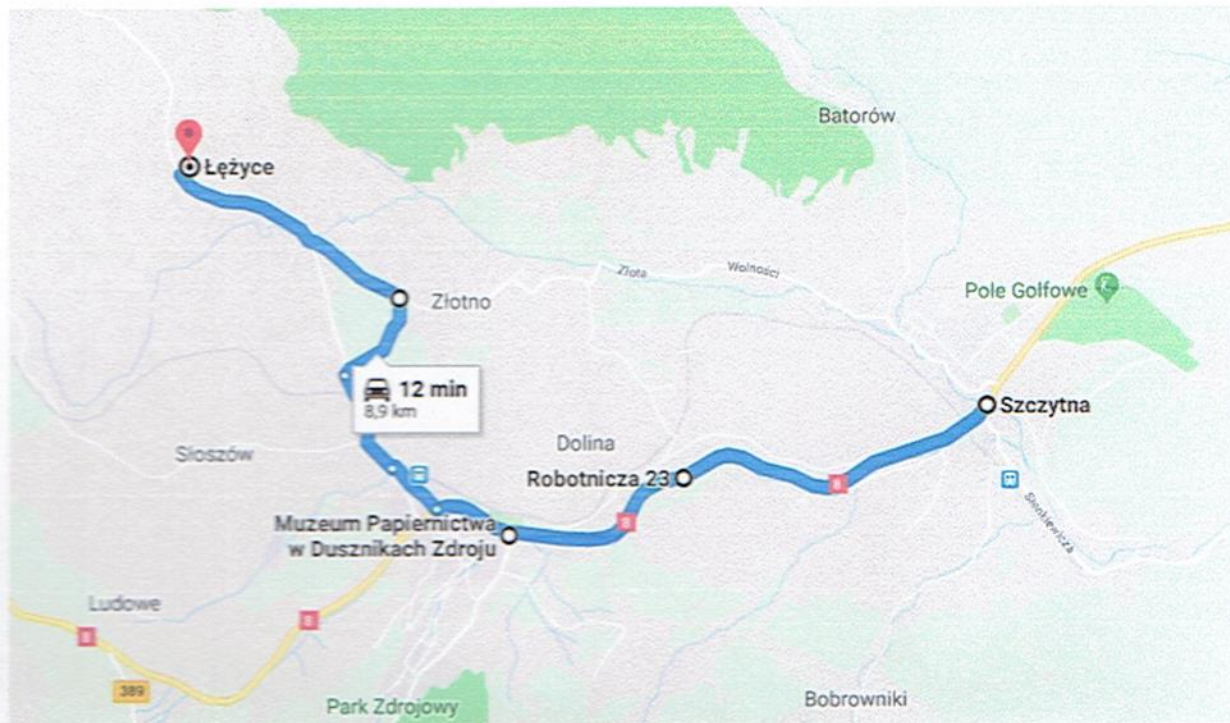 Batorów
Łężyce
Złota
Wolności
Pole Golfowe
Złotno
12 min
8,9 km
Szczytna
Dolina
Słoszów
Robotnicza 23
8
Sienkiewicza
8
Muzeum Papiernictwa
w Dusznikach Zdroju
Ludowe
8
8
389
Park Zdrojowy
Bobrowniki